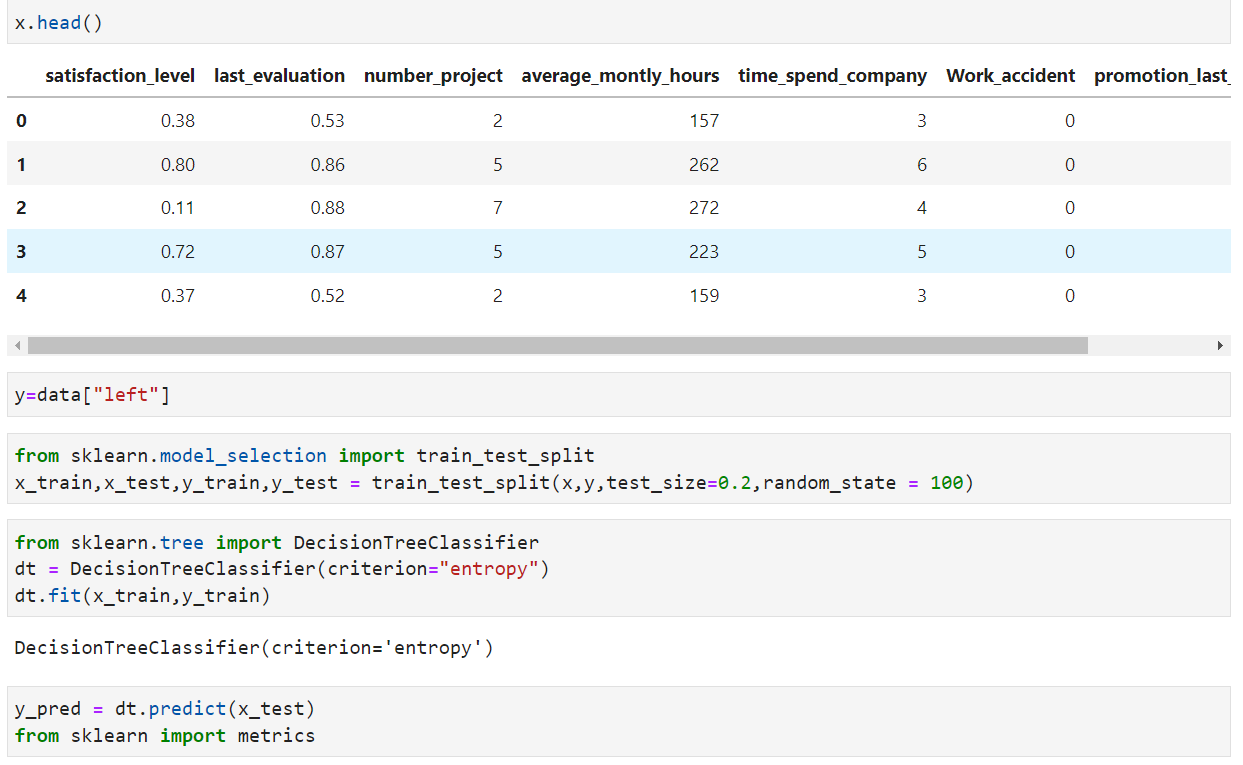 x.head()
satisfaction_level last_evaluation number_project average_montly_hours time_spend_company Work_accident promotion_last_
0 0.38 0.53 2 157 3 0
1 0.80 0.86 5 262 6 0
2 0.11 0.88 7 272 4 0
3 0.72 0.87 5 223 5 0
4 0.37 0.52 2 159 3 0
y=data["left"]
from sklearn.model_selection import train_test_split
x_train,x_test,y_train,y_test = train_test_split(x,y,test_size=0.2,random_state = 100)
from sklearn.tree import DecisionTreeClassifier
dt = DecisionTreeClassifier(criterion="entropy")
dt.fit(x_train,y_train)
DecisionTreeClassifier(criterion='entropy')
y_pred = dt.predict(x_test)
from sklearn import metrics